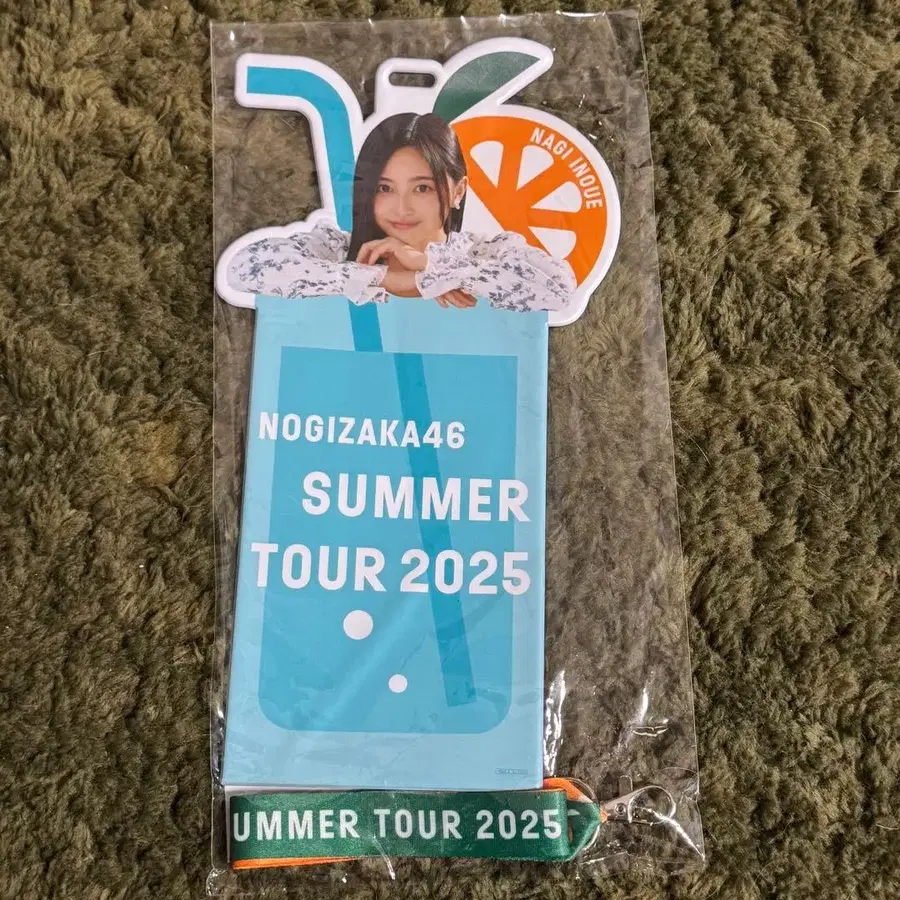 NAGI INOUE
NOGIZAKA46
SUMMER
TOUR 2025
UMMER TOUR 2025